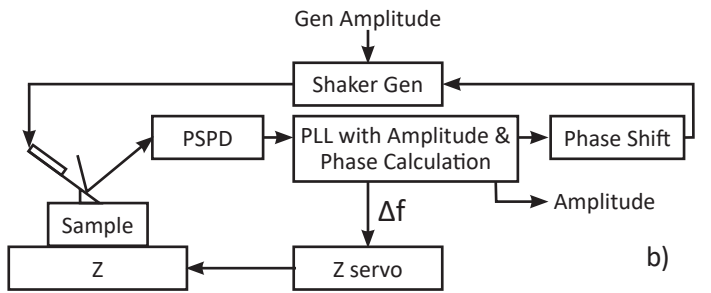 Gen Amplitude
Shaker Gen
PSPD
PLL with Amplitude &
Phase Calculation
Phase Shift
Amplitude
Δf
Sample
Z
Z servo
b)